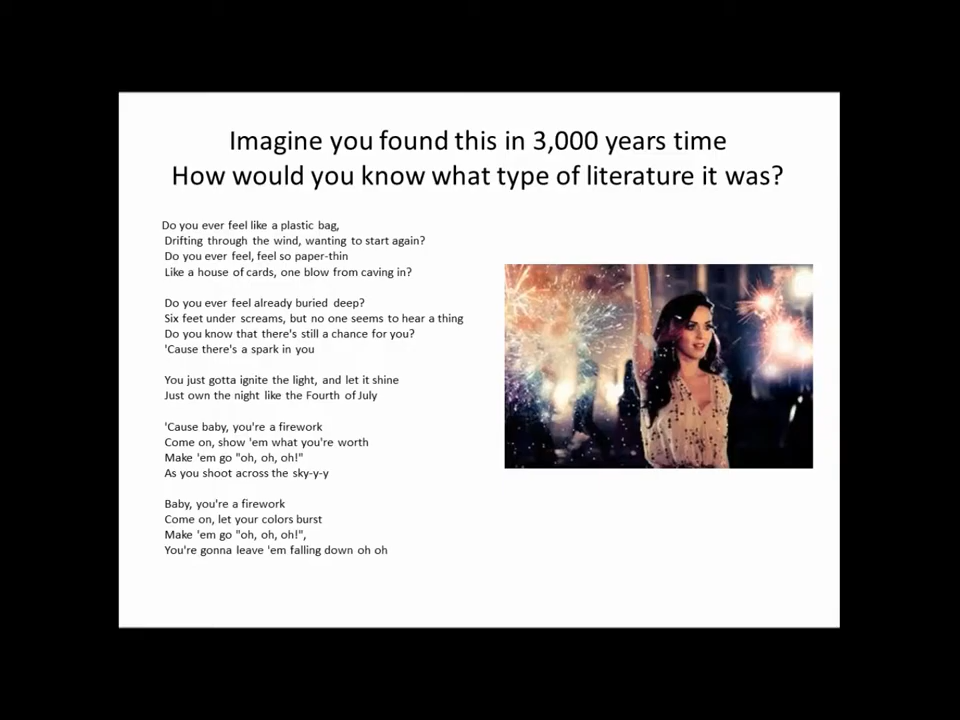 Imagine you found this in 3,000 years time
How would you know what type of literature it was?
Do you ever feel like a plastic bag,
Drifting through the wind, wanting to start again?
Do you ever feel, feel so paper-thin
Like a house of cards, one blow from caving in?
Do you ever feel already buried deep?
Six feet under screams, but no one seems to hear a thing
Do you know that there's still a chance for you?
'Cause there's a spark in you
You just gotta ignite the light, and let it shine
Just own the night like the Fourth of July
'Cause baby, you're a firework
Come on, show 'em what you're worth
Make 'em go "oh, oh, oh!"
As you shoot across the sky-y-y
Baby, you're a firework
Come on, let your colors burst
Make 'em go "oh, oh, oh!",
You're gonna leave 'em falling down oh oh